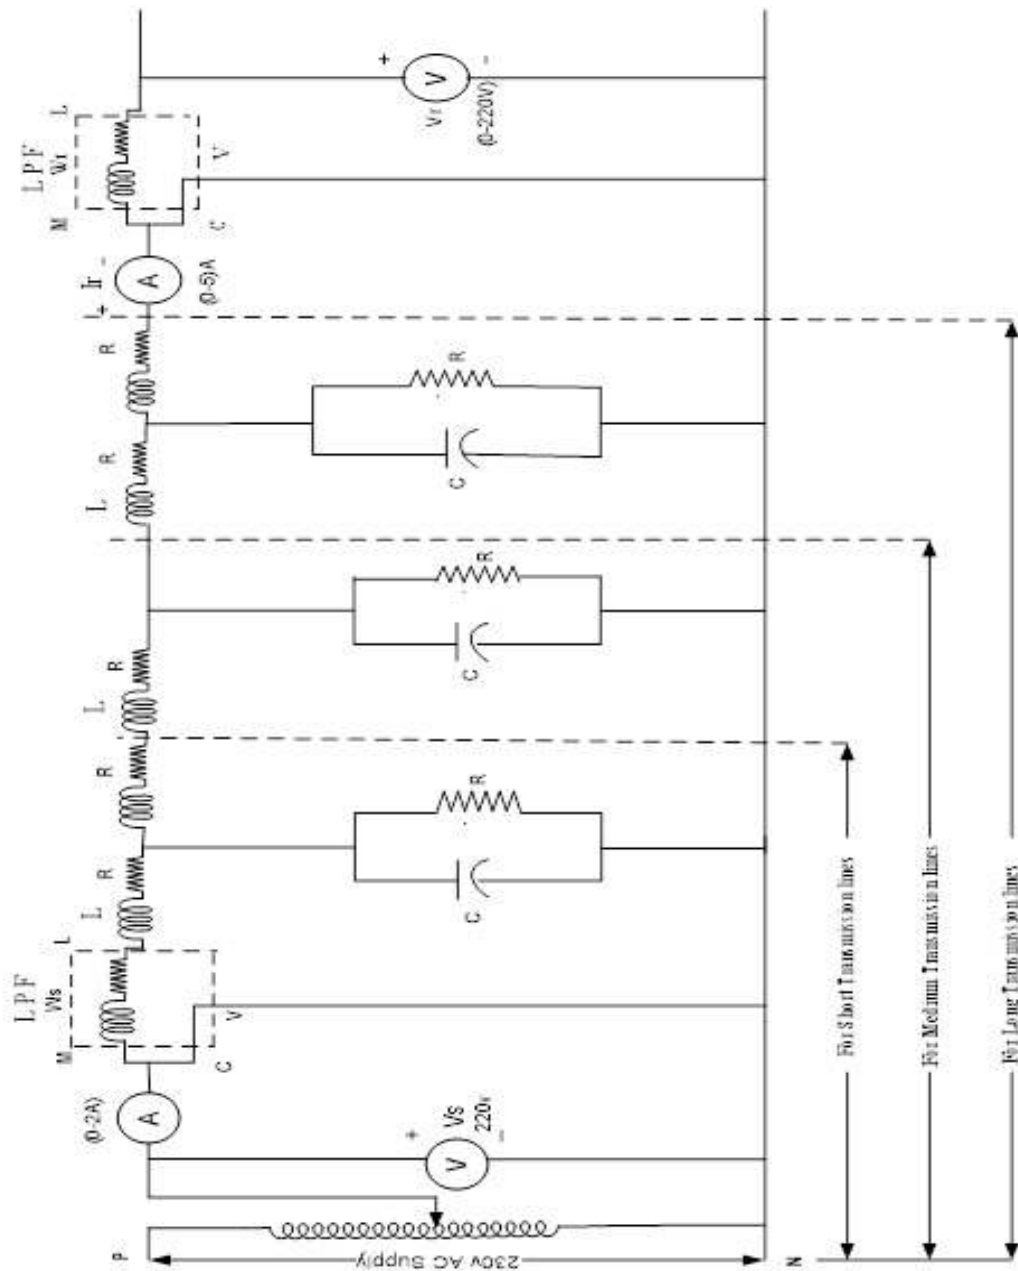 P
230v AC Supply
N
+
V
Vs
220v
-
(0-2A)
A
LPF
Ws
M
L
C
V
L
R
R
C
R
L
R
C
R
L
R
R
C
R
+
Ir
-
A
(0-5)A
LPF
Wr
M
L
C
V
+
V
Vr
(0-220V)
-
For Short Transmission lines
For Medium Transmission lines
For Long Transmission lines